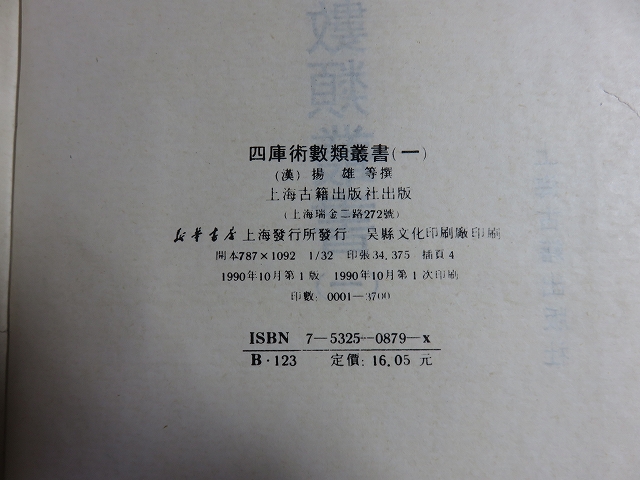 四庫術數類叢書(一)
(漢) 揚 雄 等撰
上海古籍出版社出版
(上海瑞金二路272號)
新華書店 上海發行所發行 吴縣文化印刷廠印刷
開本787×1092 1/32 印張34,375 插頁4
1990年10月第1版 1990年10月第1次印刷
印數: 0001—3700
ISBN 7—5325—0879—x
B·123 定價: 16.05 元